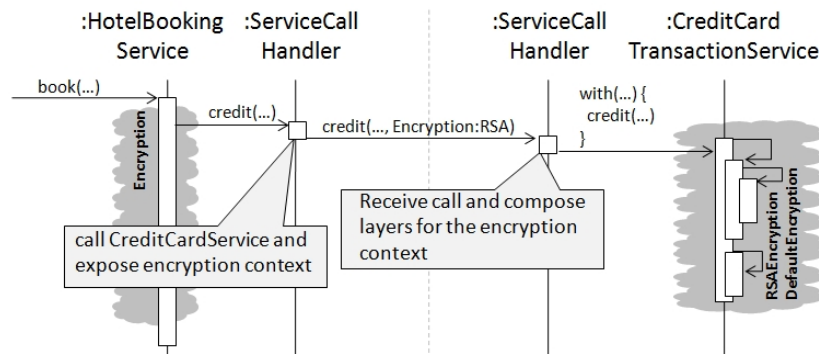 :HotelBooking
Service
:ServiceCall
Handler
:ServiceCall
Handler
:CreditCard
TransactionService
book(...)
credit(...)
credit(..., Encryption:RSA)
with(...) {
credit(...)
}
Encryption
call CreditCardService and
expose encryption context
Receive call and compose
layers for the encryption
context
RSAEncryption
DefaultEncryption